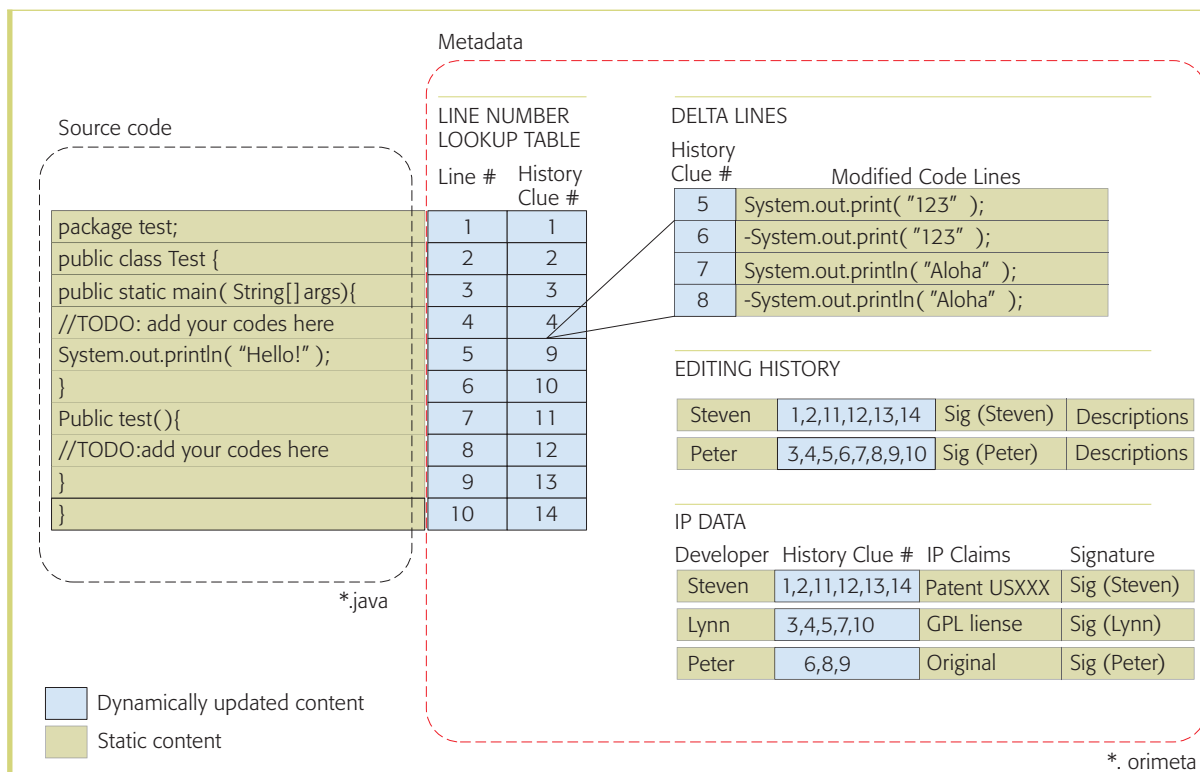 Metadata
Source code
package test;
public class Test {
public static main( String[] args){
//TODO: add your codes here
System.out.println( “Hello!” );
}
Public test(){
//TODO:add your codes here
}
}
*.java
LINE NUMBER
LOOKUP TABLE
Line # History
Clue #
1 1
2 2
3 3
4 4
5 9
6 10
7 11
8 12
9 13
10 14
DELTA LINES
History
Clue # Modified Code Lines
5 System.out.print( ”123” );
6 -System.out.print( ”123” );
7 System.out.println( ”Aloha” );
8 -System.out.println( ”Aloha” );
EDITING HISTORY
Steven 1,2,11,12,13,14 Sig (Steven) Descriptions
Peter 3,4,5,6,7,8,9,10 Sig (Peter) Descriptions
IP DATA
Developer History Clue # IP Claims Signature
Steven 1,2,11,12,13,14 Patent USXXX Sig (Steven)
Lynn 3,4,5,7,10 GPL liense Sig (Lynn)
Peter 6,8,9 Original Sig (Peter)
Dynamically updated content
Static content
*. orimeta